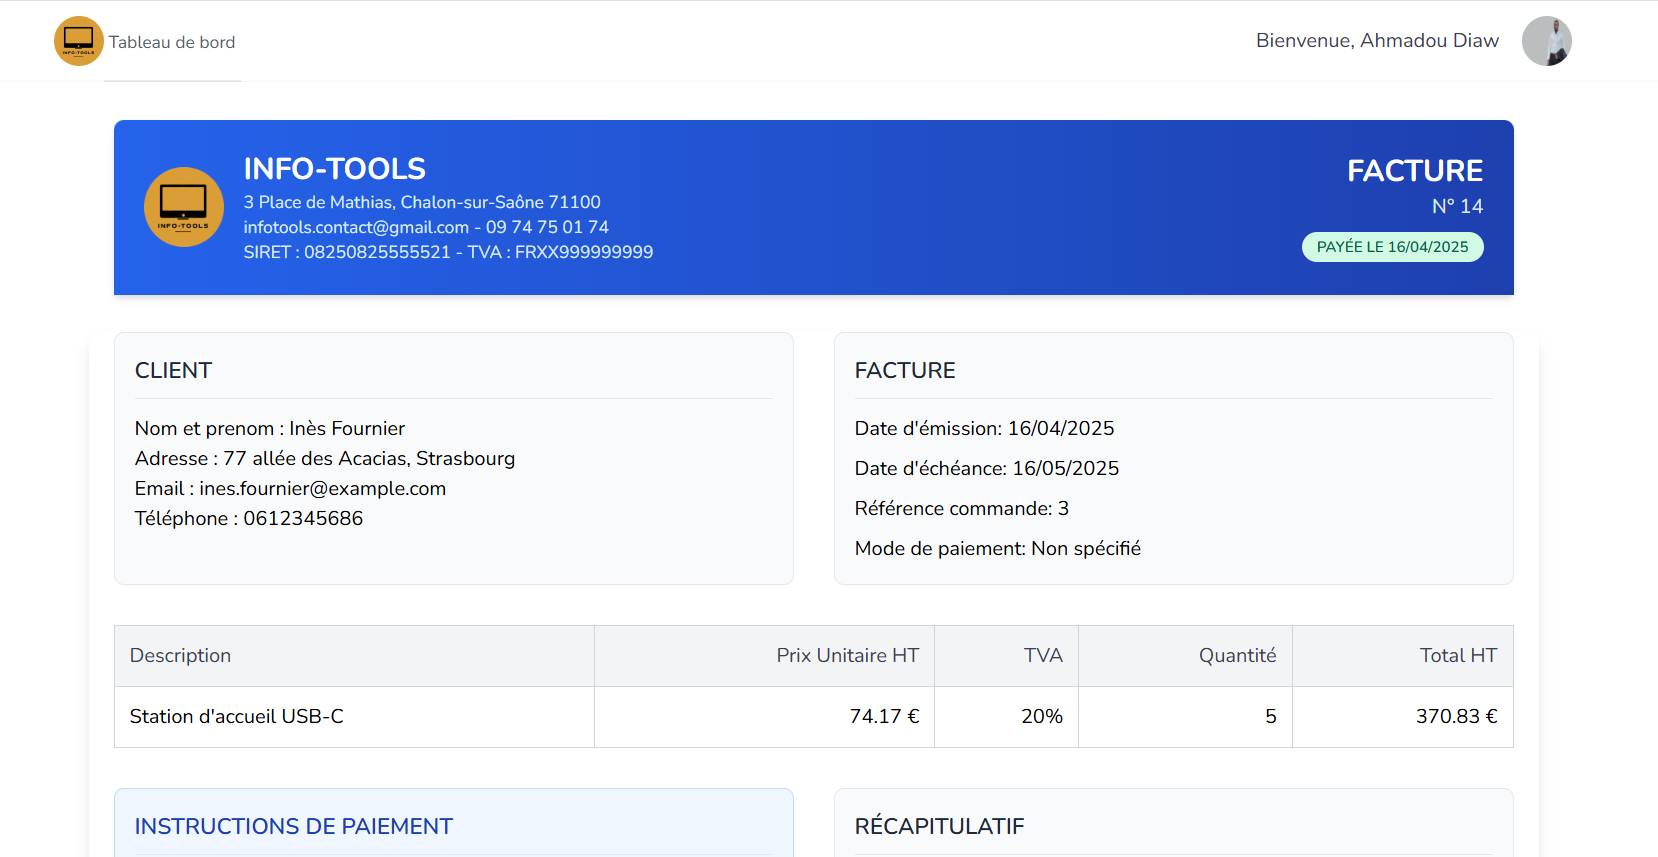 INFO-TOOLS
Tableau de bord
Bienvenue, Ahmadou Diaw
INFO-TOOLS
INFO-TOOLS
3 Place de Mathias, Chalon-sur-Saône 71100
infotools.contact@gmail.com - 09 74 75 01 74
SIRET : 08250825555521 - TVA : FRXX999999999
FACTURE
N° 14
PAYÉE LE 16/04/2025
CLIENT
Nom et prenom : Inès Fournier
Adresse : 77 allée des Acacias, Strasbourg
Email : ines.fournier@example.com
Téléphone : 0612345686
FACTURE
Date d'émission: 16/04/2025
Date d'échéance: 16/05/2025
Référence commande: 3
Mode de paiement: Non spécifié
Description Prix Unitaire HT TVA Quantité Total HT
Station d'accueil USB-C 74.17 € 20% 5 370.83 €
INSTRUCTIONS DE PAIEMENT
RÉCAPITULATIF